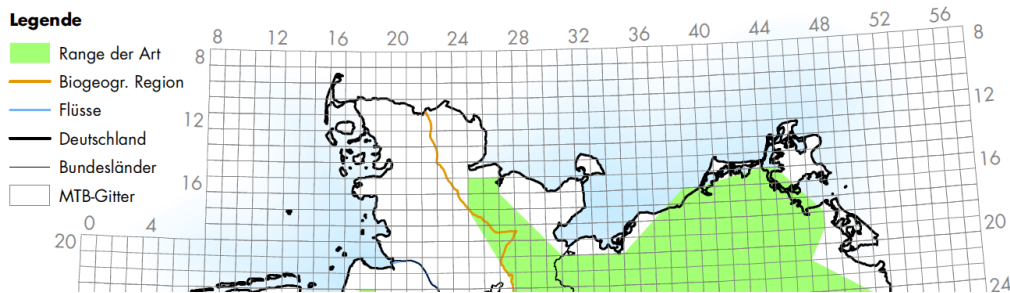 Legende
Range der Art
Biogeogr. Region
Flüsse
Deutschland
Bundesländer
MTB-Gitter
8 12 16 20 24 28 32 36 40 44 48 52 56
8 8
12 12
16 16
0 4
20 20
24